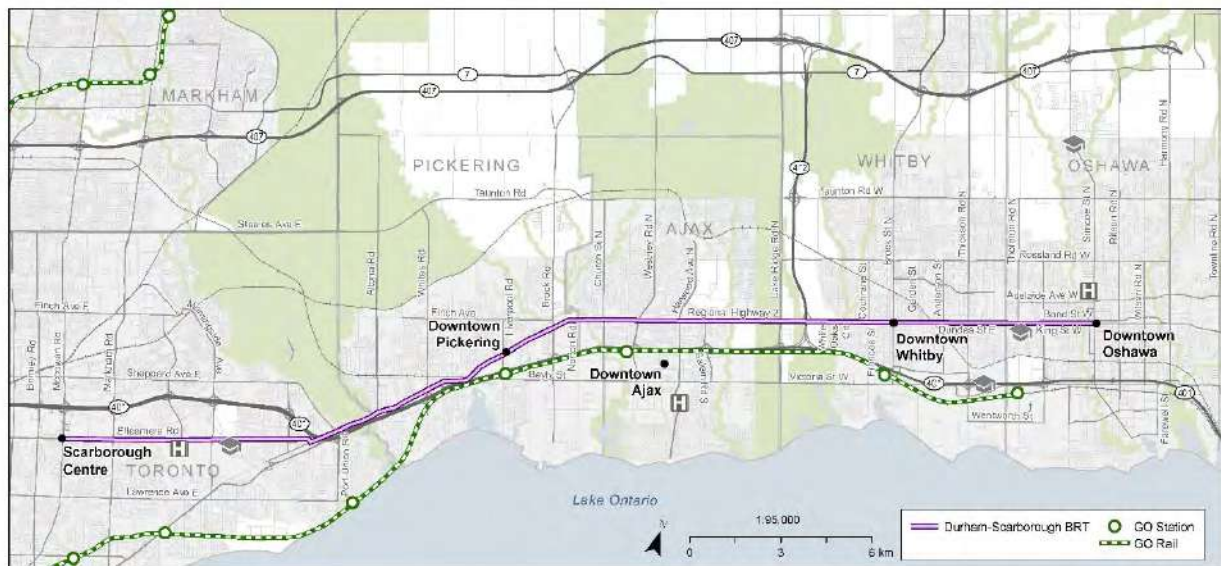 407
407
7
407
7
407
MARKHAM
407
PICKERING
WHITBY
OSHAWA
Harmony Rd N
412
Taunton Rd
Taunton Rd W
Steeles Ave E
AJAX
Altona Rd
Whites Rd
Liverpool Rd
Brock Rd
Church St N
Westney Rd N
Harwood Ave N
Lake Ridge Rd N
Brock St N
Cochrane St
Garden St
Anderson St
Thickson Rd N
Thornton Rd N
Simcoe St N
Ritson Rd N
Wilson Rd N
Townline Rd N
Rossland Rd W
Adelaide Ave W
H
Finch Ave E
Finch Ave
Regional Highway 2
Bond St W
Dundas St E
King St W
Downtown
Pickering
Downtown
Whitby
Downtown
Oshawa
Brimley Rd
McCowan Rd
Markham Rd
Morningside Ave
Sheppard Ave E
Bayly St
Downtown
Ajax
Victoria St W
401
401
Wentworth St
Farewell St
401
401
Ellesmere Rd
H
H
Scarborough
Centre
TORONTO
Port Union Rd
Lawrence Ave E
Lake Ontario
N
1:95,000
0 3 6 km
Durham-Scarborough BRT
GO Station
GO Rail